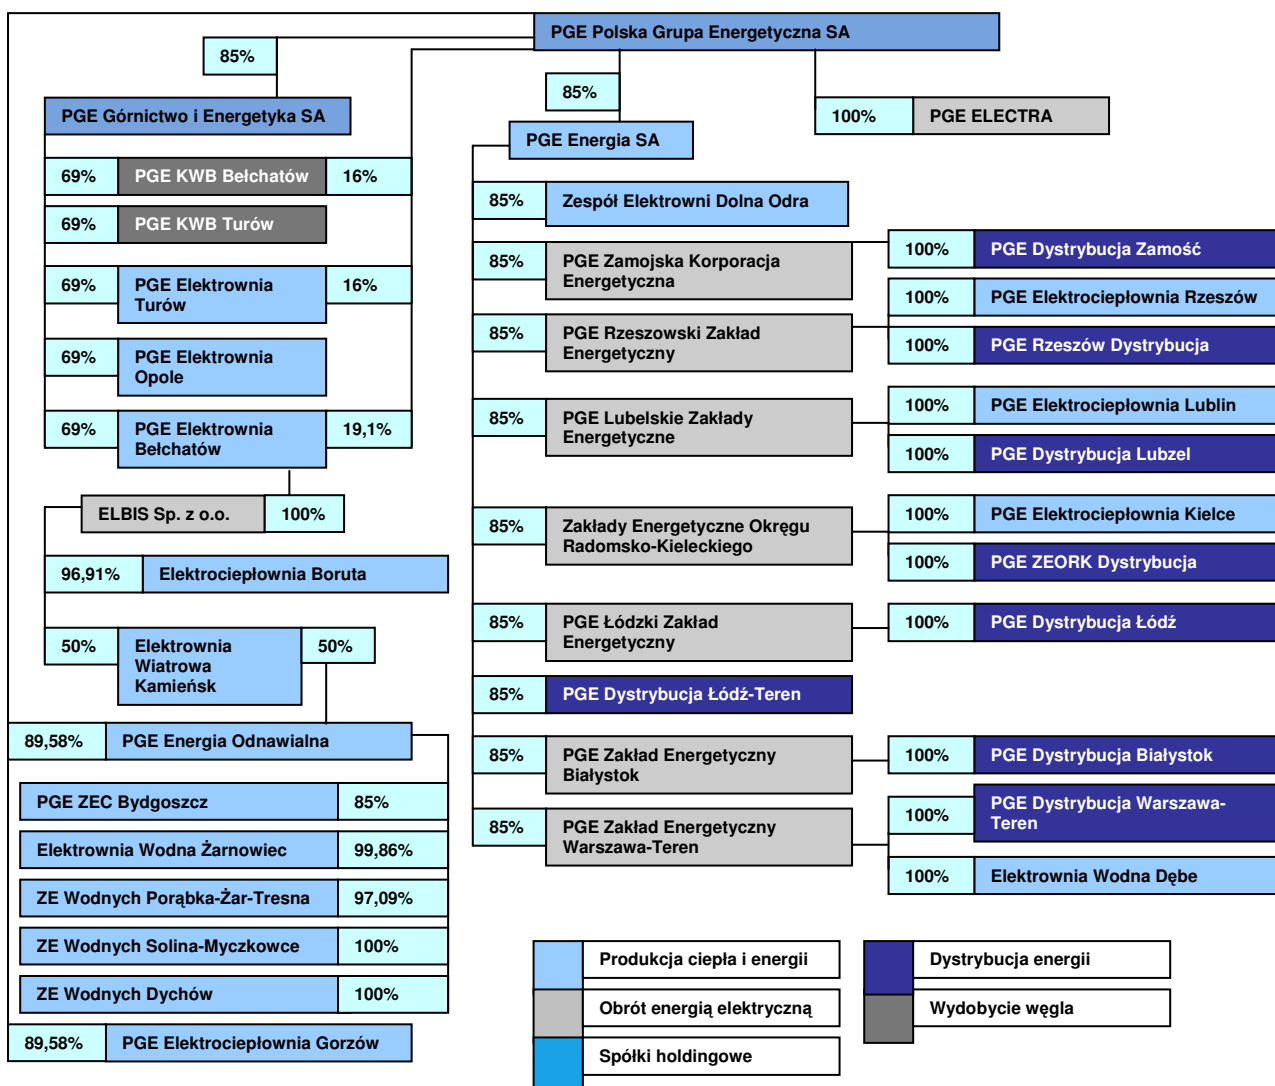 PGE Polska Grupa Energetyczna SA
85%
PGE Górnictwo i Energetyka SA
85%
PGE Energia SA
100%
PGE ELECTRA
69%
PGE KWB Bełchatów
16%
69%
PGE KWB Turów
69%
PGE Elektrownia
Turów
16%
69%
PGE Elektrownia
Opole
69%
PGE Elektrownia
Bełchatów
19,1%
ELBIS Sp. z o.o.
100%
96,91%
Elektrociepłownia Boruta
50%
Elektrownia
Wiatrowa
Kamieńsk
50%
89,58%
PGE Energia Odnawialna
PGE ZEC Bydgoszcz
85%
Elektrownia Wodna Żarnowiec
99,86%
ZE Wodnych Porąbka-Żar-Tresna
97,09%
ZE Wodnych Solina-Myczkowce
100%
ZE Wodnych Dychów
100%
89,58%
PGE Elektrociepłownia Gorzów
85%
Zespół Elektrowni Dolna Odra
85%
PGE Zamojska Korporacja
Energetyczna
100%
PGE Dystrybucja Zamość
85%
PGE Rzeszowski Zakład
Energetyczny
100%
PGE Elektrociepłownia Rzeszów
100%
PGE Rzeszów Dystrybucja
85%
PGE Lubelskie Zakłady
Energetyczne
100%
PGE Elektrociepłownia Lublin
100%
PGE Dystrybucja Lubzel
85%
Zakłady Energetyczne Okręgu
Radomsko-Kieleckiego
100%
PGE Elektrociepłownia Kielce
100%
PGE ZEORK Dystrybucja
85%
PGE Łódzki Zakład
Energetyczny
100%
PGE Dystrybucja Łódź
85%
PGE Dystrybucja Łódź-Teren
85%
PGE Zakład Energetyczny
Białystok
100%
PGE Dystrybucja Białystok
85%
PGE Zakład Energetyczny
Warszawa-Teren
100%
PGE Dystrybucja Warszawa-
Teren
100%
Elektrownia Wodna Dębe
Produkcja ciepła i energii
Dystrybucja energii
Obrót energią elektryczną
Wydobycie węgla
Spółki holdingowe